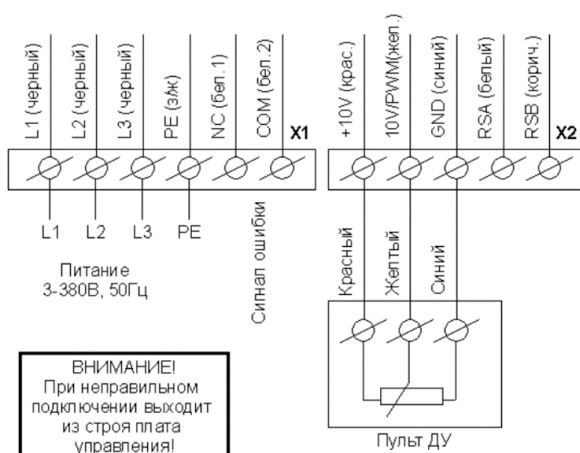 L1 (черный)
L2 (черный)
L3 (черный)
PE (з/ж)
NC (бел.1)
COM (бел.2)
X1
+10V (крас.)
10V/PWM(жел.)
GND (синий)
RSA (белый)
RSB (корич.)
X2
L1
L2
L3
PE
Питание
3-380В, 50Гц
Сигнал ошибки
Красный
Желтый
Синий
ВНИМАНИЕ!
При неправильном
подключении выходит
из строя плата
управления!
Пульт ДУ